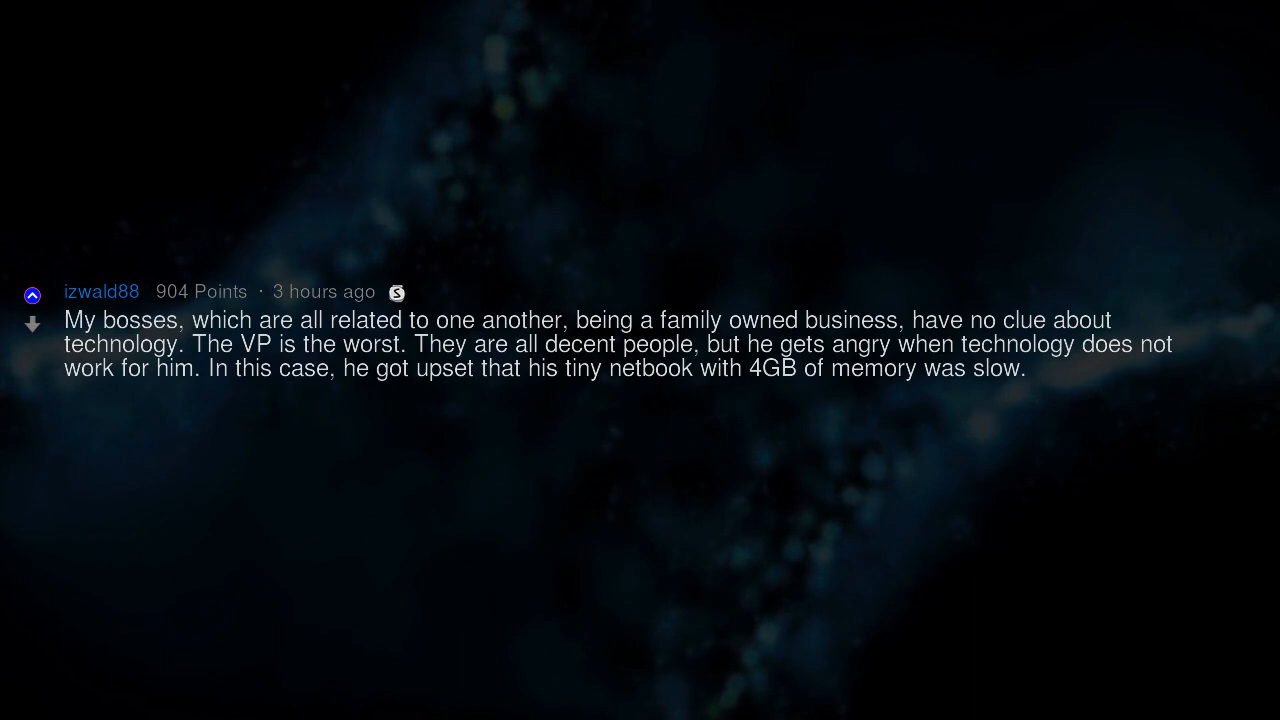 izwald88 904 Points · 3 hours ago S
My bosses, which are all related to one another, being a family owned business, have no clue about
technology. The VP is the worst. They are all decent people, but he gets angry when technology does not
work for him. In this case, he got upset that his tiny netbook with 4GB of memory was slow.